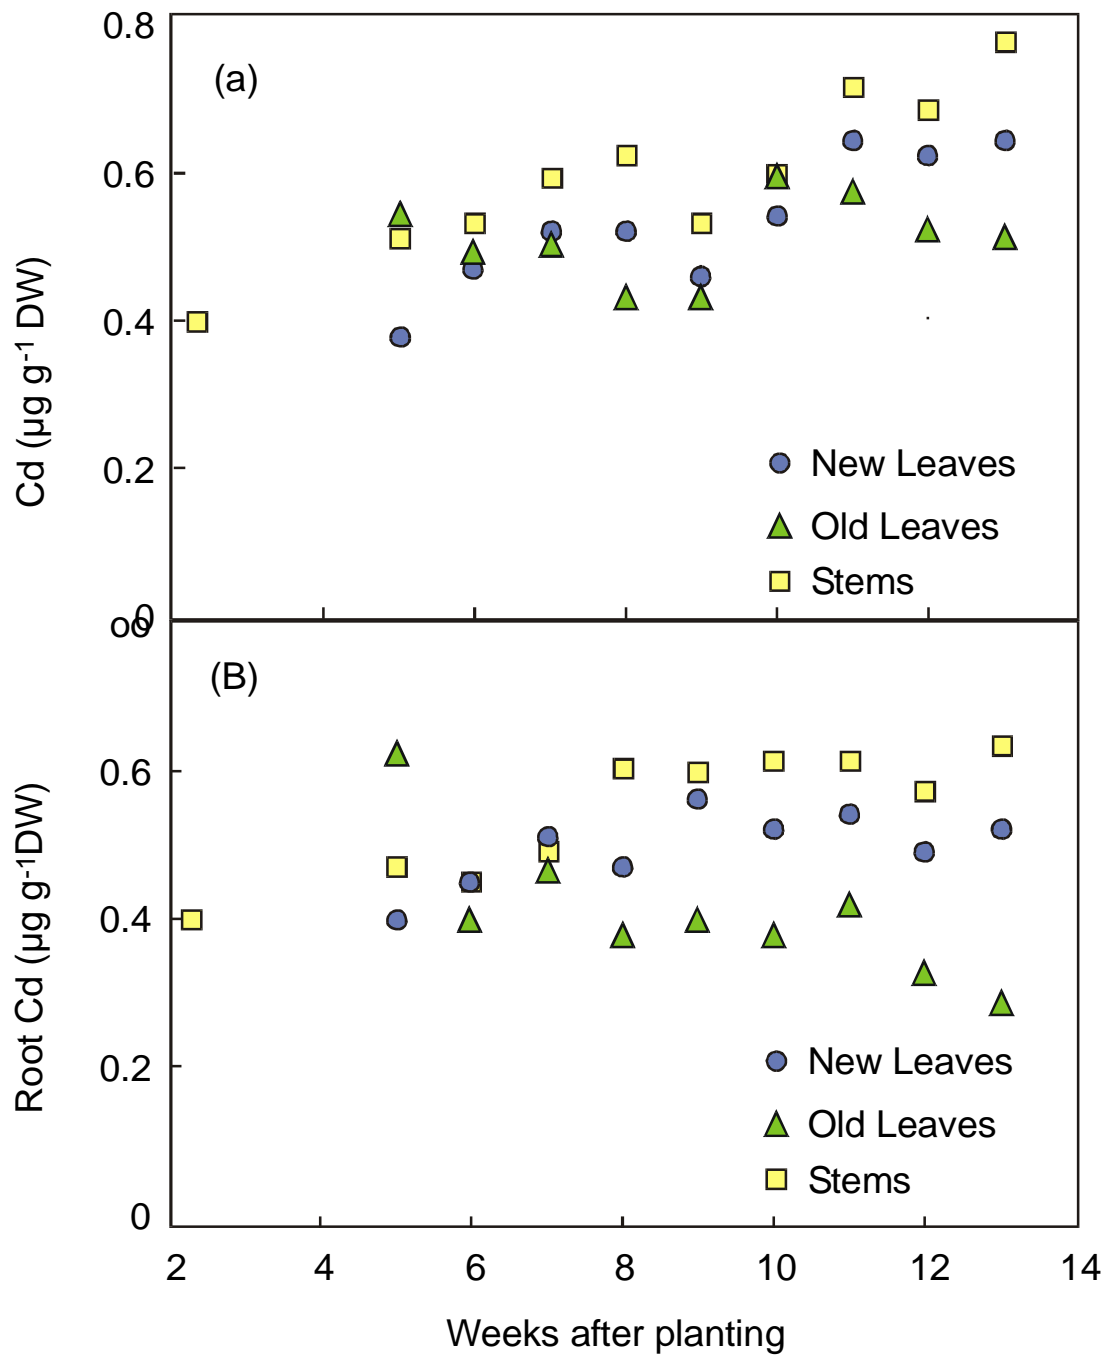 0.8
(a)
0.6
Cd (µg g-1 DW)
0.4
0.2
New Leaves
Old Leaves
Stems
0
oo
(B)
0.6
Root Cd (µg g-1DW)
0.4
0.2
New Leaves
Old Leaves
Stems
0
2 4 6 8 10 12 14
Weeks after planting